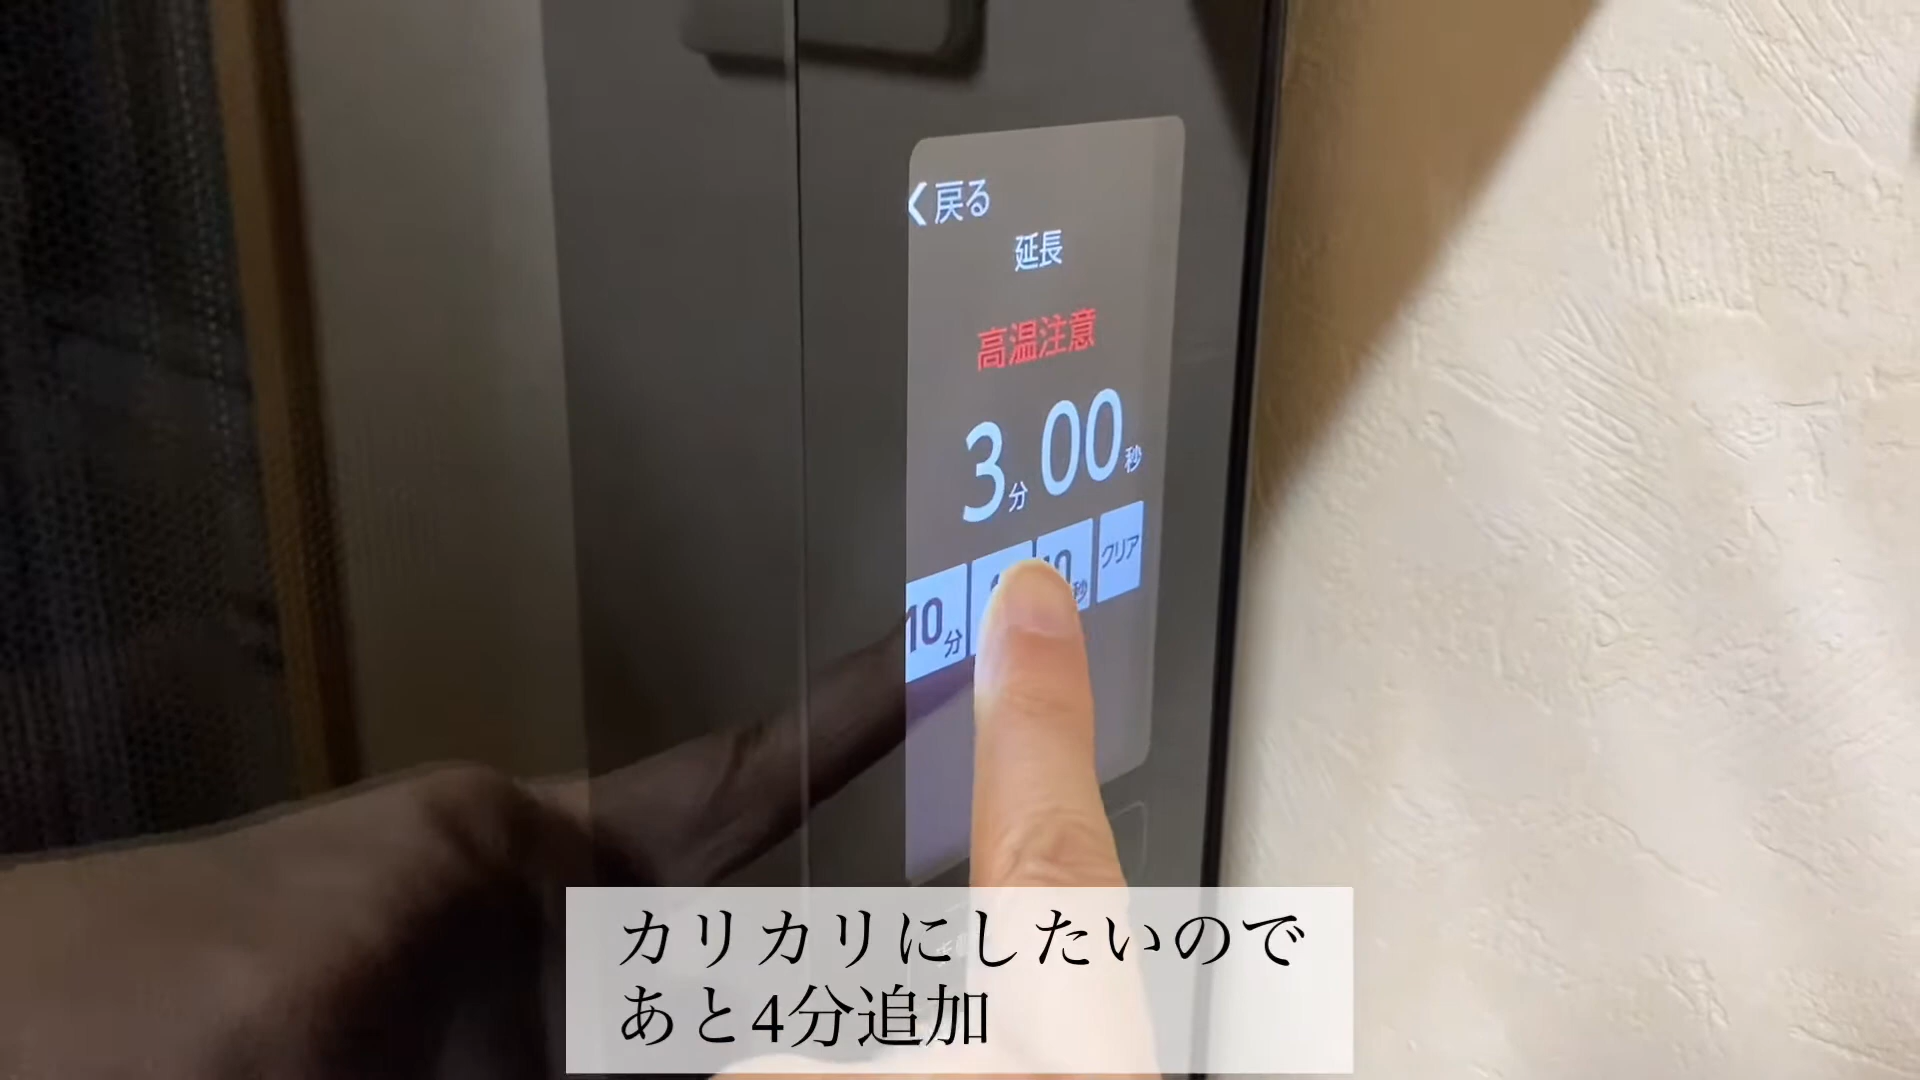 く戻る
延長
高温注意
3分00秒
10分
秒
クリア
カリカリにしたいので
あと4分追加